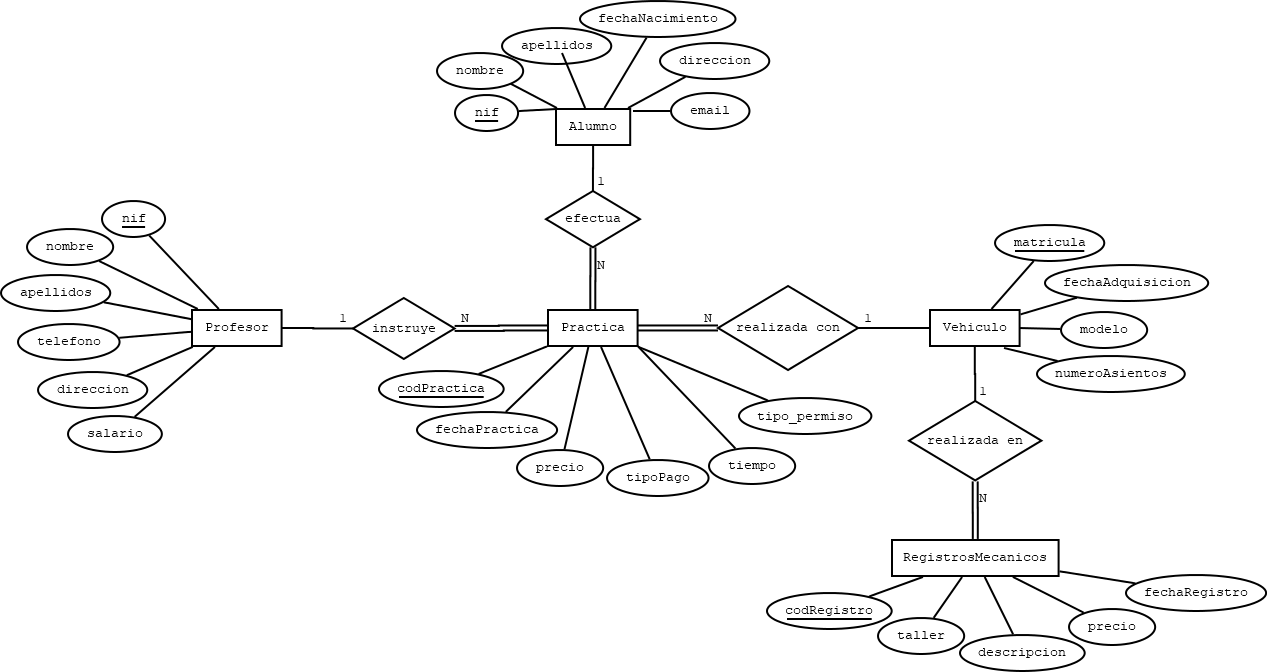 fechaNacimiento
apellidos
direccion
nombre
nif
email
Alumno
1
efectua
N
nif
nombre
apellidos
telefono
direccion
salario
Profesor
1
instruye
N
Practica
N
realizada con
1
Vehiculo
matricula
fechaAdquisicion
modelo
numeroAsientos
codPractica
fechaPractica
precio
tipoPago
tiempo
tipo_permiso
1
realizada en
N
RegistrosMecanicos
codRegistro
taller
descripcion
precio
fechaRegistro